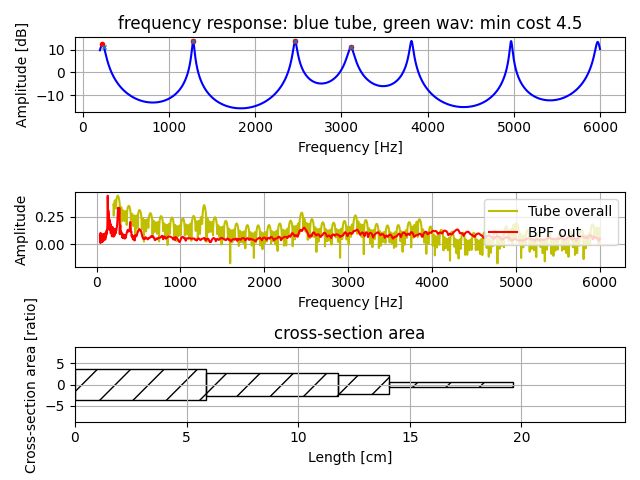 frequency response: blue tube, green wav: min cost 4.5
Amplitude [dB]
10
0
−10
0 1000 2000 3000 4000 5000 6000
Frequency [Hz]
Amplitude
0.25
0.00
Tube overall
BPF out
0 1000 2000 3000 4000 5000 6000
Frequency [Hz]
cross-section area
Cross-section area [ratio]
5
0
−5
0 5 10 15 20
Length [cm]